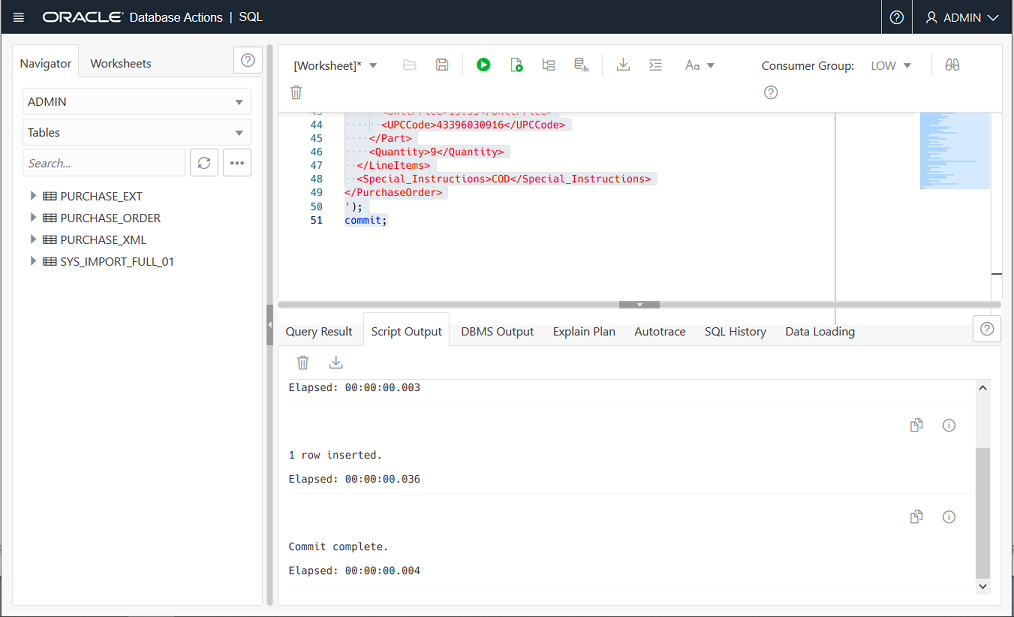 ORACLE Database Actions | SQL
ADMIN
Navigator
Worksheets
[Worksheet]*
Aa
Consumer Group:
LOW
ADMIN
Tables
Search...
PURCHASE_EXT
PURCHASE_ORDER
PURCHASE_XML
SYS_IMPORT_FULL_01
44 <UPCCode>43396030916</UPCCode>
45 </Part>
46 <Quantity>9</Quantity>
47 </LineItems>
48 <Special_Instructions>COD</Special_Instructions>
49 </PurchaseOrder>
50 ');
51 commit;
Query Result
Script Output
DBMS Output
Explain Plan
Autotrace
SQL History
Data Loading
Elapsed: 00:00:00.003
1 row inserted.
Elapsed: 00:00:00.036
Commit complete.
Elapsed: 00:00:00.004